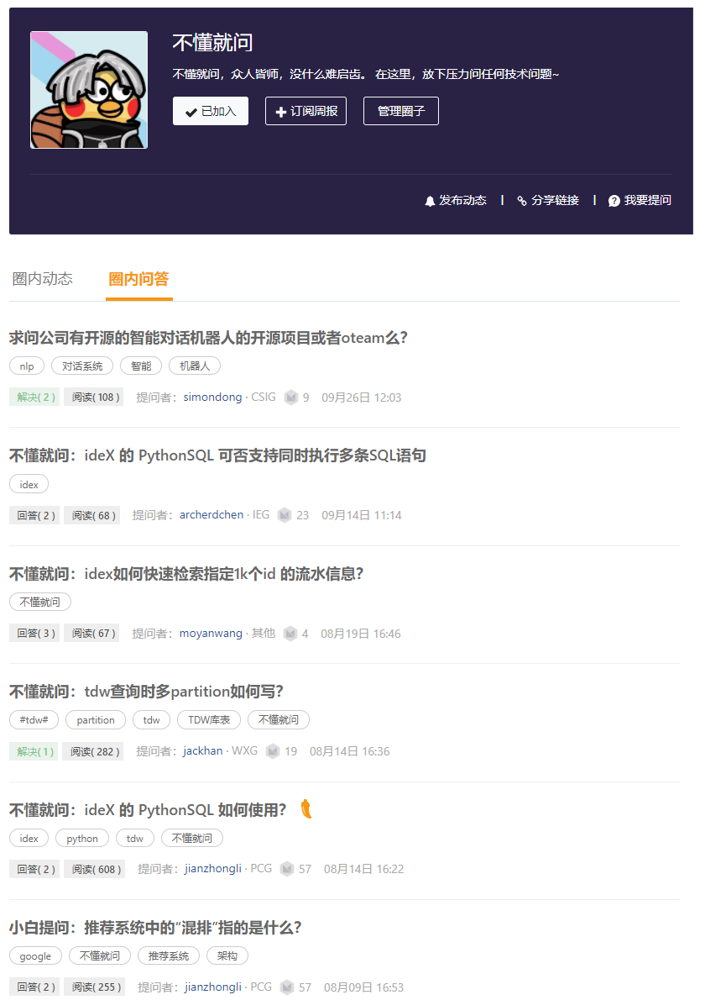 不懂就问
不懂就问，众人皆师，没什么难启齿。 在这里，放下压力问任何技术问题~
已加入 订阅周报 管理圈子
发布动态 | 分享链接 | 我要提问
圈内动态 圈内问答
求问公司有开源的智能对话机器人的开源项目或者oteam么？
nlp 对话系统 智能 机器人
解决( 2 ) 阅读( 108 ) 提问者： simondong · CSIG 9 09月26日 12:03
不懂就问：ideX 的 PythonSQL 可否支持同时执行多条SQL语句
idex
回答( 2 ) 阅读( 68 ) 提问者： archerdchen · IEG 23 09月14日 11:14
不懂就问：idex如何快速检索指定1k个id 的流水信息？
不懂就问
回答( 3 ) 阅读( 67 ) 提问者： moyanwang · 其他 4 08月19日 16:46
不懂就问：tdw查询时多partition如何写？
#tdw# partition tdw TDW库表 不懂就问
解决( 1 ) 阅读( 282 ) 提问者： jackhan · WXG 19 08月14日 16:36
不懂就问：ideX 的 PythonSQL 如何使用？
idex python tdw 不懂就问
回答( 2 ) 阅读( 608 ) 提问者： jianzhongli · PCG 57 08月14日 16:22
小白提问：推荐系统中的“混排”指的是什么？
google 不懂就问 推荐系统 架构
回答( 2 ) 阅读( 255 ) 提问者： jianzhongli · PCG 57 08月09日 16:53